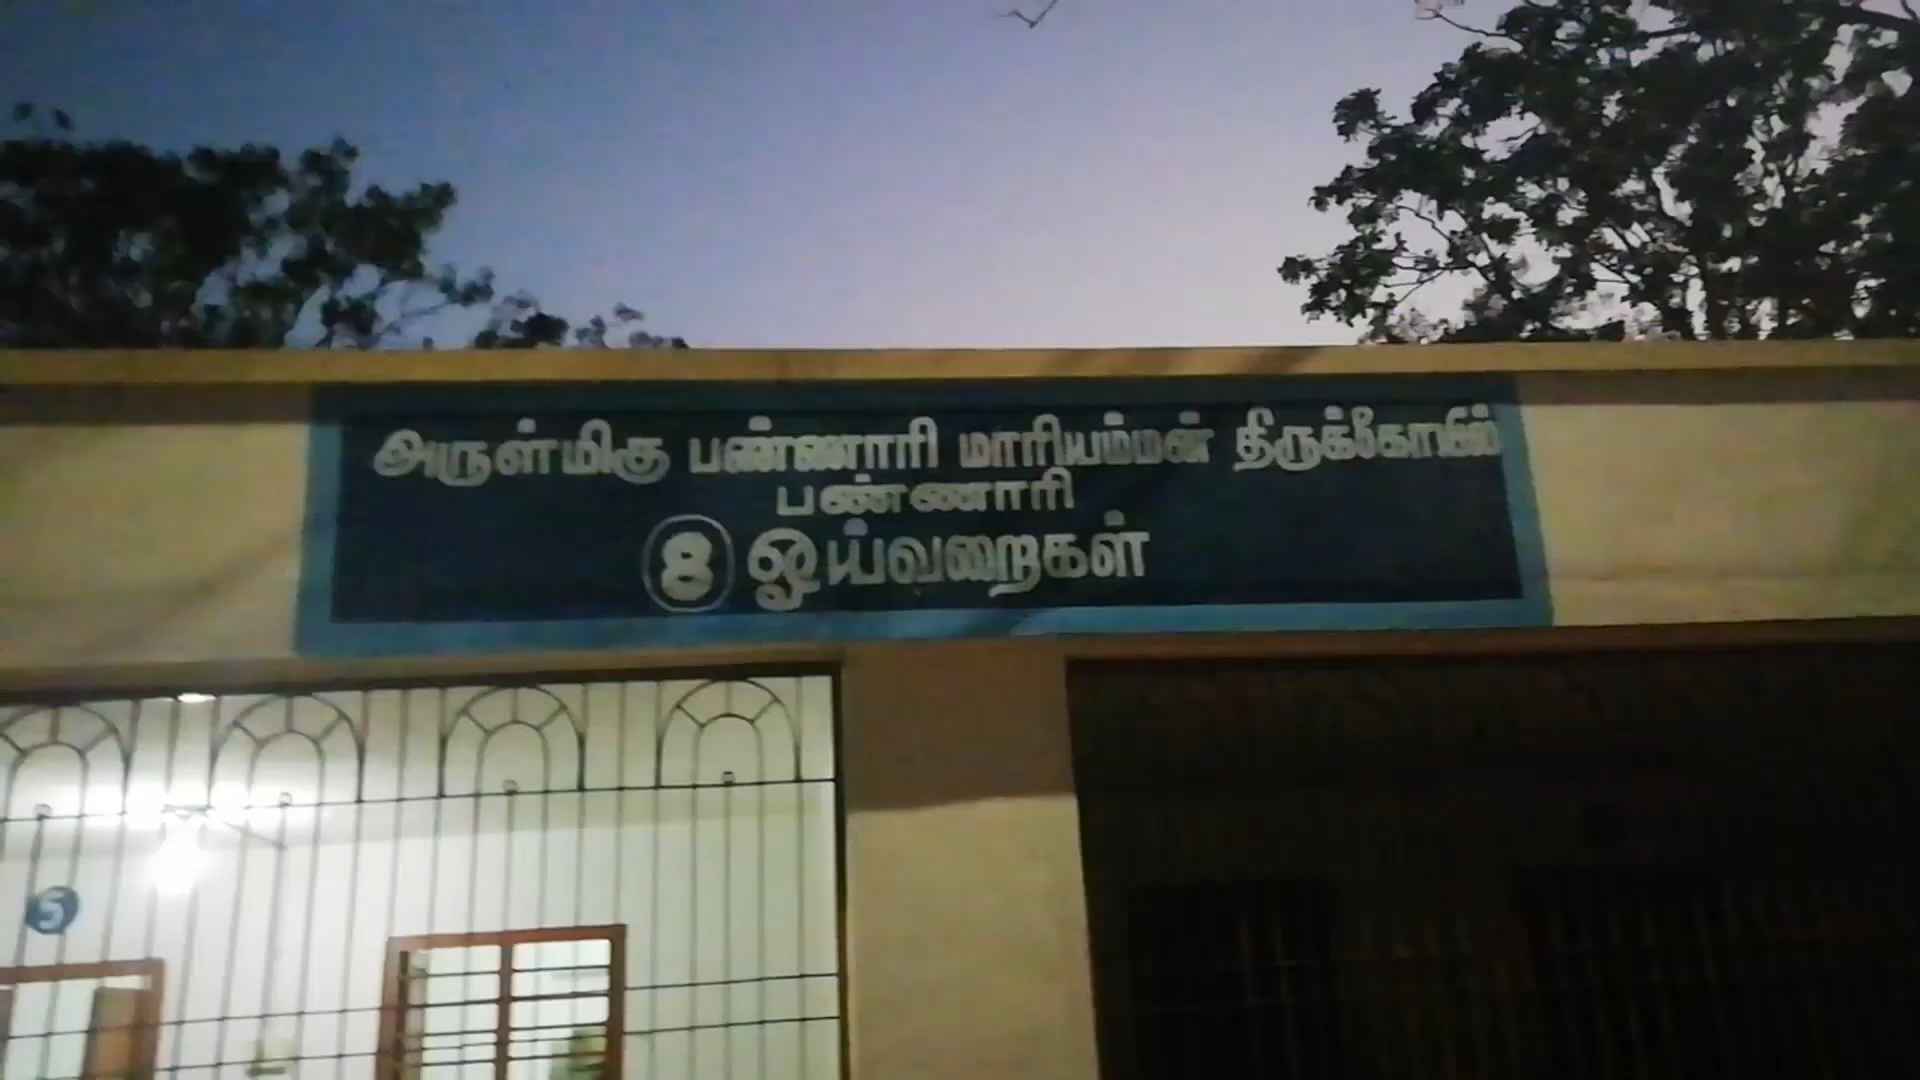 அருள்மிகு பண்ணாரி மாரியம்மன் திருக்கோயில்
பண்ணாரி
8 ஓய்வறைகள்
5